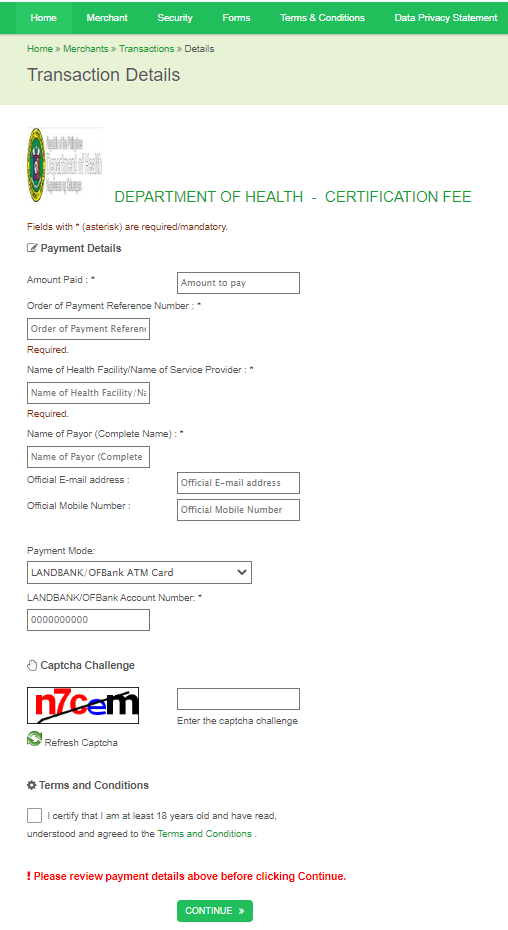 Home Merchant Security Forms Terms & Conditions Data Privacy Statement
Home » Merchants » Transactions » Details
Transaction Details
Republic of the Philippines
Department of Health
DEPARTMENT OF HEALTH - CERTIFICATION FEE
Fields with * (asterisk) are required/mandatory.
Payment Details
Amount Paid : * Amount to pay
Order of Payment Reference Number : *
Order of Payment Referen
Required.
Name of Health Facility/Name of Service Provider : *
Name of Health Facility/Na
Required.
Name of Payor (Complete Name) : *
Name of Payor (Complete
Official E-mail address : Official E-mail address
Official Mobile Number : Official Mobile Number
Payment Mode:
LANDBANK/OFBank ATM Card
LANDBANK/OFBank Account Number: *
0000000000
Captcha Challenge
n7cem
Enter the captcha challenge
Refresh Captcha
Terms and Conditions
I certify that I am at least 18 years old and have read,
understood and agreed to the Terms and Conditions .
! Please review payment details above before clicking Continue.
CONTINUE »